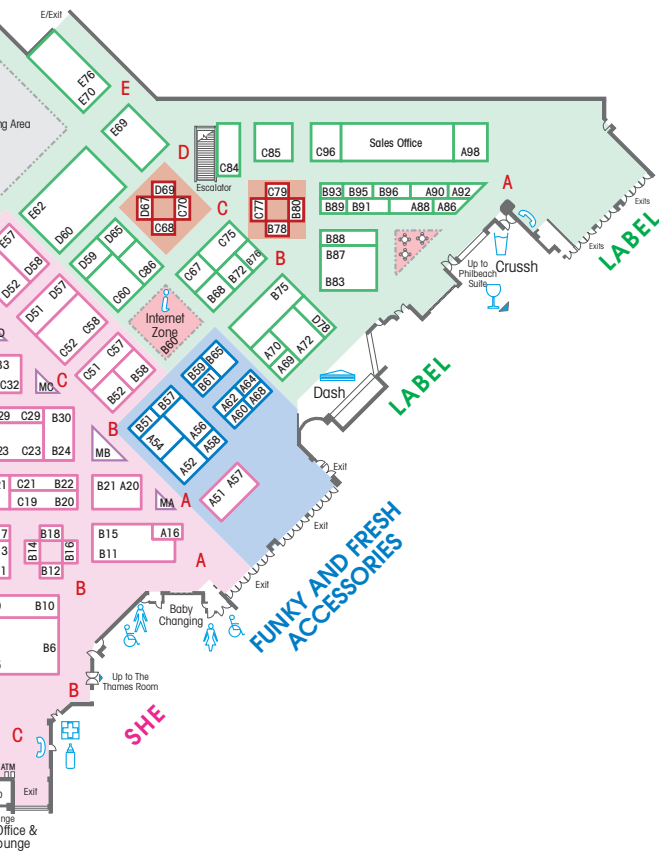 E/Exit
E76
E70
E
E69
ng Area
D
Escalator
C84
C85
C96
Sales Office
A98
E62
D60
D69
D67
C70
C68
C
C79
C77
B80
B78
B93
B95
B96
A90
A92
B89
B91
A88
A86
A
Exits
Exits
LABEL
E57
D58
D52
D59
D65
C86
C60
C75
C67
B76
B72
B68
B
B88
B87
B83
Up to
Philbeach
Suite
Crussh
D57
D51
C58
C52
Internet
Zone
B60
B75
D78
A72
A70
A69
Dash
LABEL
C57
C51
B58
B52
C32
MC
C
B65
B59
B61
A64
A68
A62
A60
B57
B51
A56
A54
A58
A52
29
C29
B30
23
C23
B24
B
MB
A57
A51
Exit
C21
B22
C19
B20
B21
A20
MA
A
Exit
B18
B14
B16
B12
B15
A16
B11
A
Exit
FUNKY AND FRESH
ACCESSORIES
B
B10
B6
Baby
Changing
Up to The
Thames Room
B
SHE
C
ATM
Exit
nge
Office &
ounge